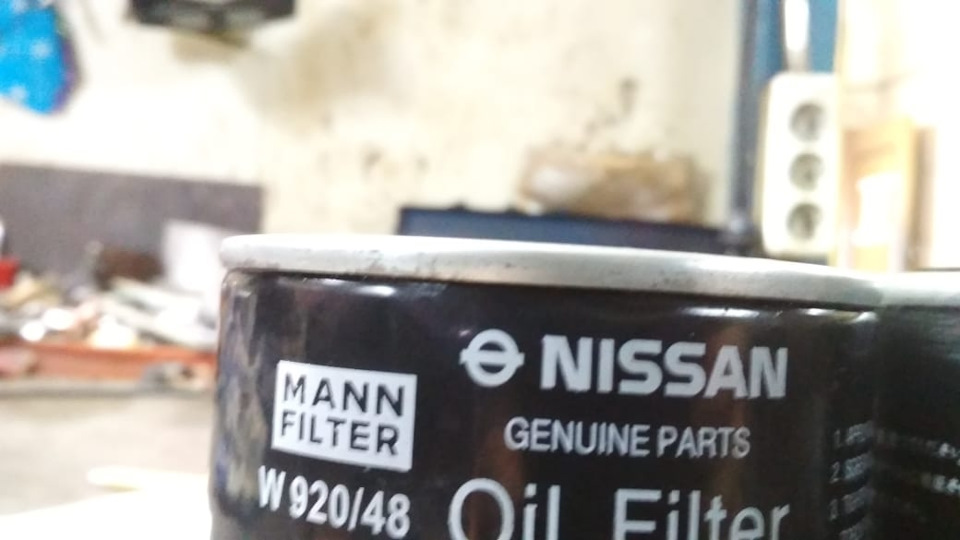 NISSAN
GENUINE PARTS
Oil Filter
MANN
FILTER
W 920/48